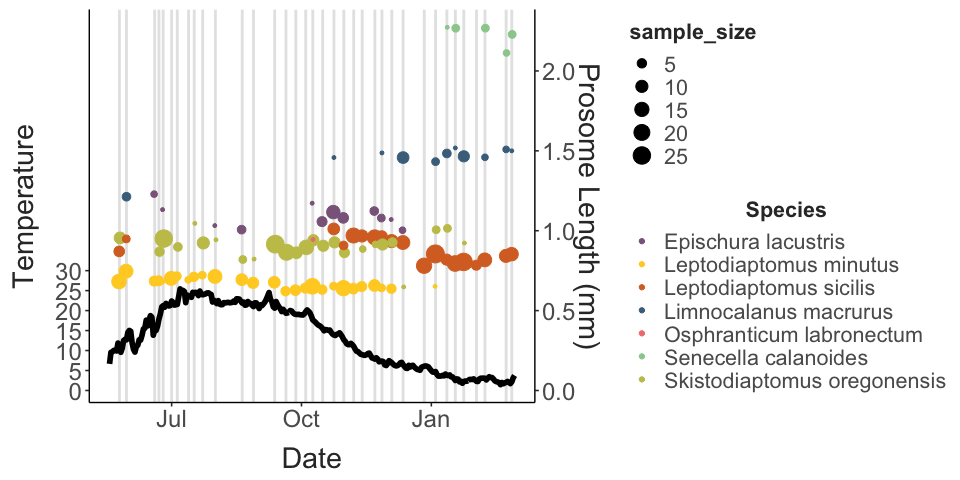 Temperature
30
25
20
15
10
5
0
Jul
Oct
Jan
Date
2.0
1.5
1.0
0.5
0.0
Prosome Length (mm)
sample_size
5
10
15
20
25
Species
Epischura lacustris
Leptodiaptomus minutus
Leptodiaptomus sicilis
Limnocalanus macrurus
Osphranticum labronectum
Senecella calanoides
Skistodiaptomus oregonensis